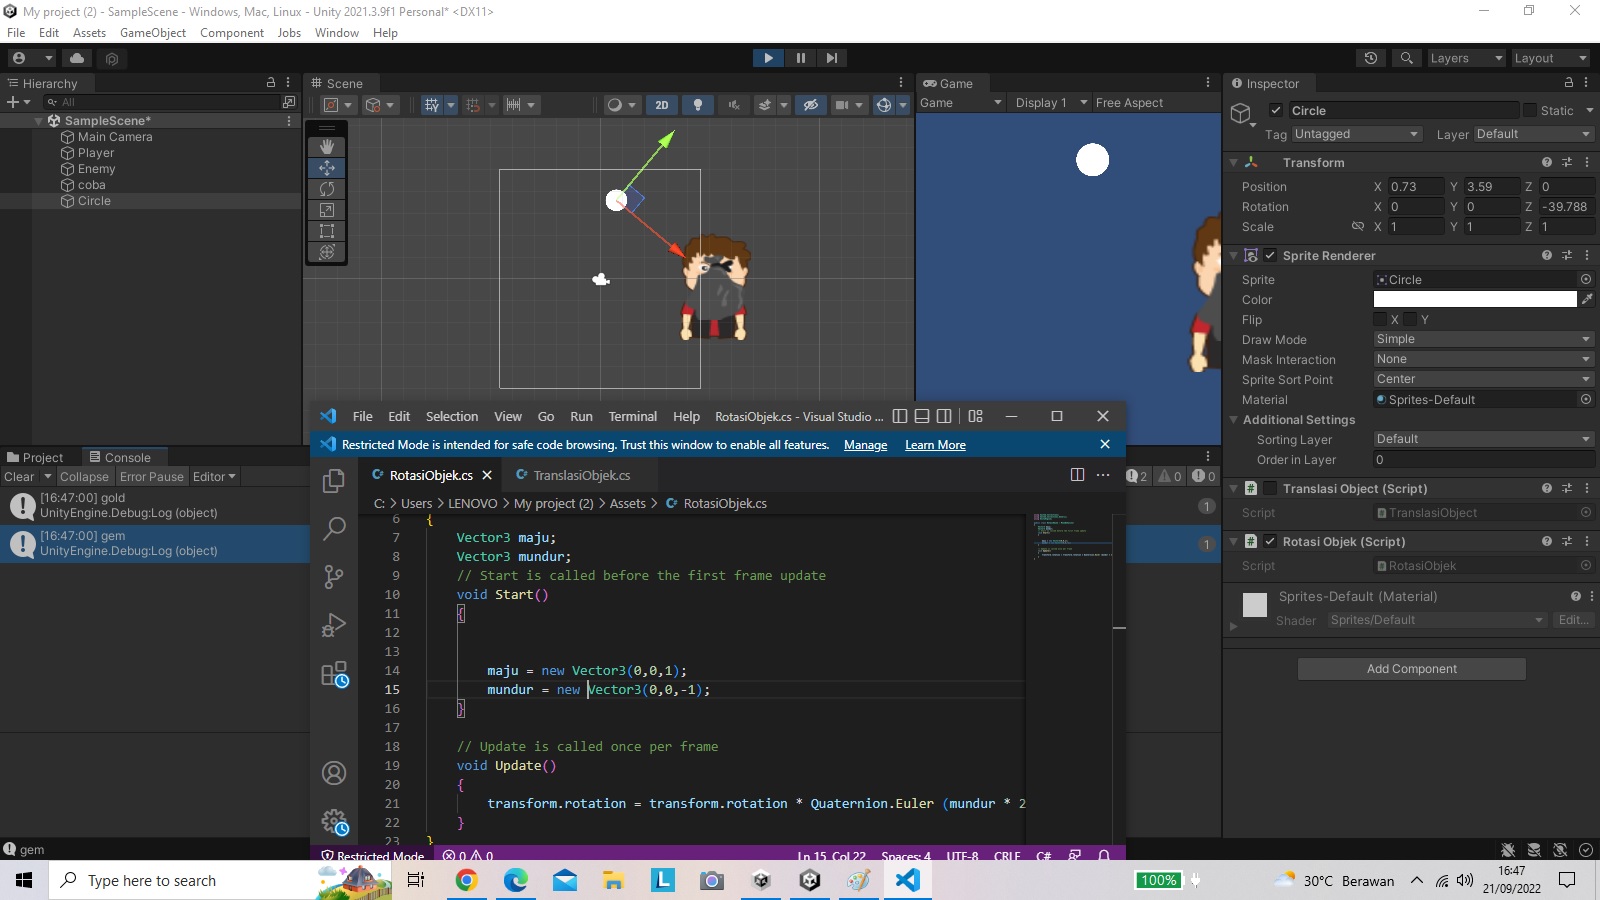 My project (2) - SampleScene - Windows, Mac, Linux - Unity 2021.3.9f1 Personal* <DX11>
File Edit Assets GameObject Component Jobs Window Help
Layers Layout
Hierarchy
All
SampleScene*
Main Camera
Player
Enemy
coba
Circle
Scene
2D
Game
Game Display 1 Free Aspect
Inspector
Circle Static
Tag Untagged Layer Default
Transform
Position X 0.73 Y 3.59 Z 0
Rotation X 0 Y 0 Z -39.788
Scale X 1 Y 1 Z 1
Sprite Renderer
Sprite Circle
Color
Flip X Y
Draw Mode Simple
Mask Interaction None
Sprite Sort Point Center
Material Sprites-Default
Additional Settings
Sorting Layer Default
Order in Layer 0
Translasi Object (Script)
Script TranslasiObject
Rotasi Objek (Script)
Script RotasiObjek
Sprites-Default (Material)
Shader Sprites/Default Edit...
Add Component
Project Console
Clear Collapse Error Pause Editor
2 0 0
[16:47:00] gold
UnityEngine.Debug:Log (object)
1
[16:47:00] gem
UnityEngine.Debug:Log (object)
1
File Edit Selection View Go Run Terminal Help RotasiObjek.cs - Visual Studio ...
Restricted Mode is intended for safe code browsing. Trust this window to enable all features. Manage Learn More
RotasiObjek.cs TranslasiObjek.cs
C: > Users > LENOVO > My project (2) > Assets > RotasiObjek.cs
6 {
7 Vector3 maju;
8 Vector3 mundur;
9 // Start is called before the first frame update
10 void Start()
11 {
12
13
14 maju = new Vector3(0,0,1);
15 mundur = new Vector3(0,0,-1);
16 }
17
18 // Update is called once per frame
19 void Update()
20 {
21 transform.rotation = transform.rotation * Quaternion.Euler (mundur * 2
22 }
23 }
Restricted Mode 0 0 Ln 15, Col 22 Spaces: 4 UTF-8 CRLF C#
gem
Type here to search
100%
30°C Berawan
16:47
21/09/2022